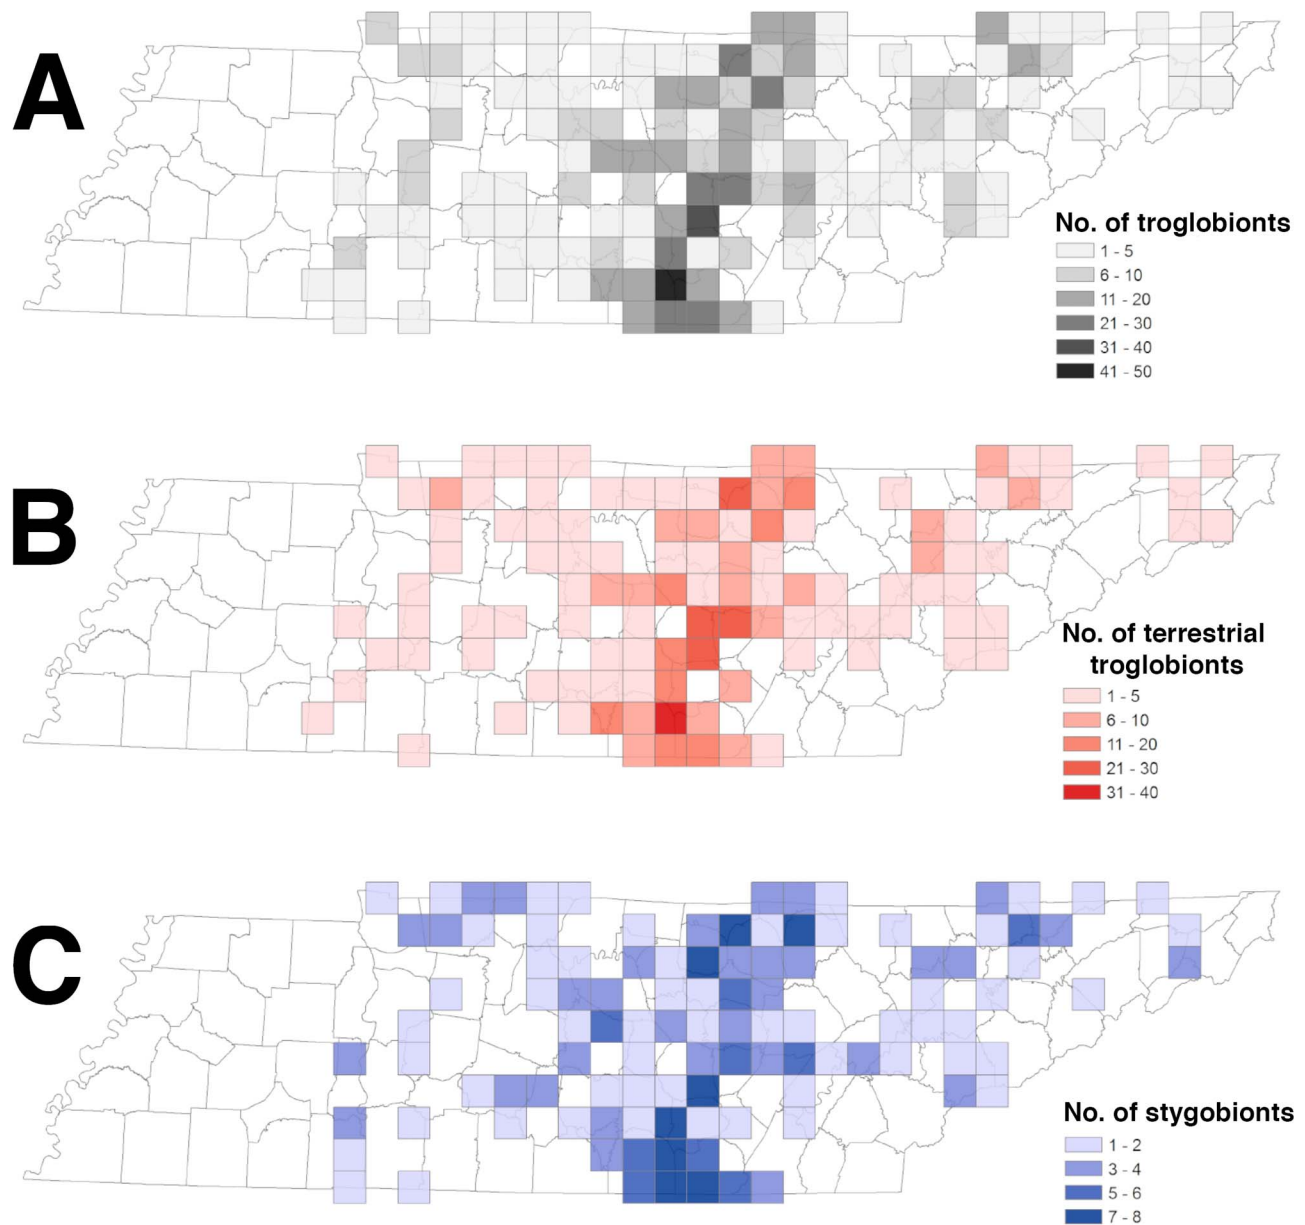 A
No. of troglobionts
1 - 5
6 - 10
11 - 20
21 - 30
31 - 40
41 - 50
B
No. of terrestrial
troglobionts
1 - 5
6 - 10
11 - 20
21 - 30
31 - 40
C
No. of stygobionts
1 - 2
3 - 4
5 - 6
7 - 8